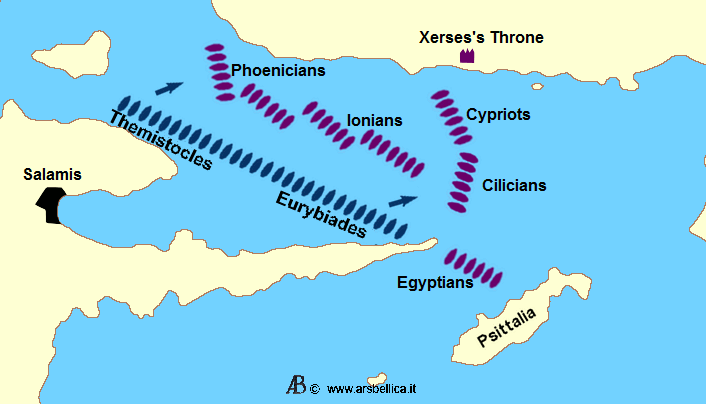 Xerses's Throne
Phoenicians
Ionians
Cypriots
Themistocles
Salamis
Cilicians
Eurybiades
Egyptians
Psittalia
AB © www.arsbellica.it